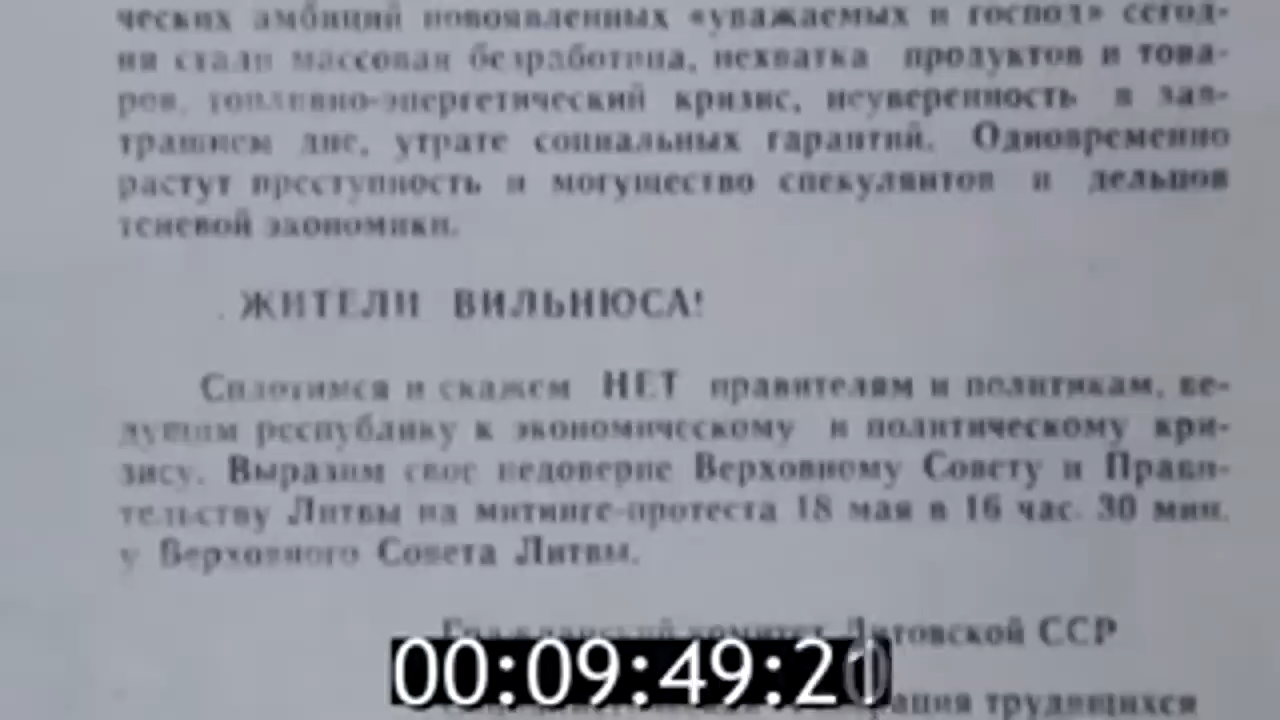 ческих амбиций новоявленных «уважаемых и господ» сегод-
ня стали массовая безработица, нехватка продуктов и това-
ров, топливно-энергетический кризис, неуверенность в зав-
трашнем дне, утрате социальных гарантий. Одновременно
растут преступность и могущество спекулянтов и дельцов
теневой экономики.
ЖИТЕЛИ ВИЛЬНЮСА!
Сплотимся и скажем НЕТ правителям и политикам, ве-
дущим республику к экономическому и политическому кри-
зису. Выразим свое недоверие Верховному Совету и Прави-
тельству Литвы на митинге-протеста 18 мая в 16 час. 30 мин.
у Верховного Совета Литвы.
Гражданский комитет Литовской ССР
трудящихся
00:09:49:2